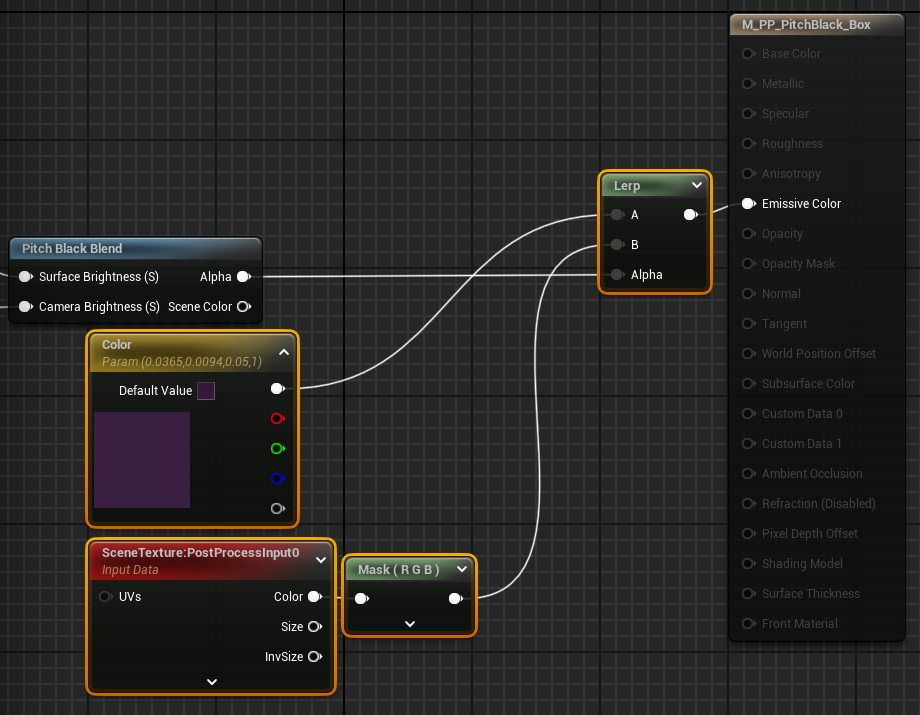 M_PP_PitchBlack_Box
Base Color
Metallic
Specular
Roughness
Anisotropy
Emissive Color
Opacity
Opacity Mask
Normal
Tangent
World Position Offset
Subsurface Color
Custom Data 0
Custom Data 1
Ambient Occlusion
Refraction (Disabled)
Pixel Depth Offset
Shading Model
Surface Thickness
Front Material
Lerp
A
B
Alpha
Pitch Black Blend
Surface Brightness (S) Alpha
Camera Brightness (S) Scene Color
Color
Param (0.0365,0.0094,0.05,1)
Default Value
SceneTexture:PostProcessInput0
Input Data
UVs Color
Size
InvSize
Mask ( R G B )